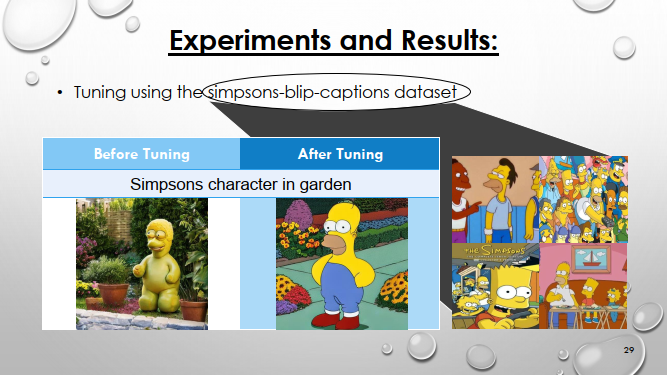 Experiments and Results:
• Tuning using the simpsons-blip-captions dataset
Before Tuning After Tuning
Simpsons character in garden
THE SIMPSONS
29